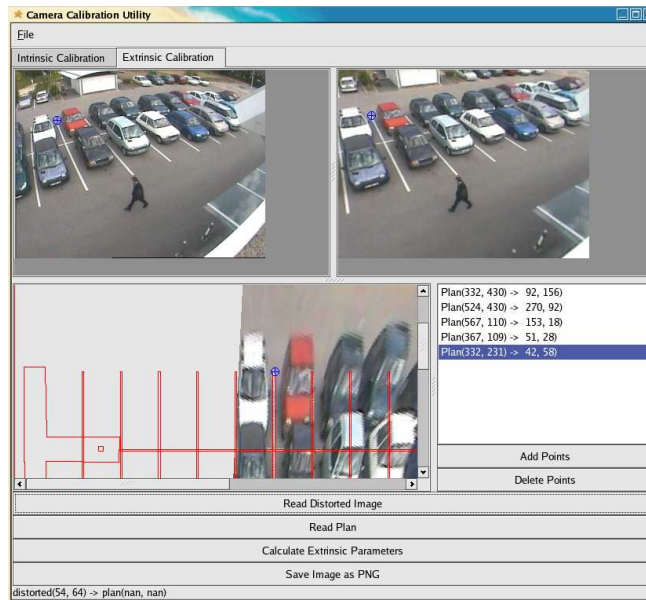 Camera Calibration Utility
File
Intrinsic Calibration
Extrinsic Calibration
Plan(332, 430) -> 92, 156)
Plan(524, 430) -> 270, 92)
Plan(567, 110) -> 153, 18)
Plan(367, 109) -> 51, 28)
Plan(332, 231) -> 42, 58)
Add Points
Delete Points
Read Distorted Image
Read Plan
Calculate Extrinsic Parameters
Save Image as PNG
distorted(54, 64) -> plan(nan, nan)